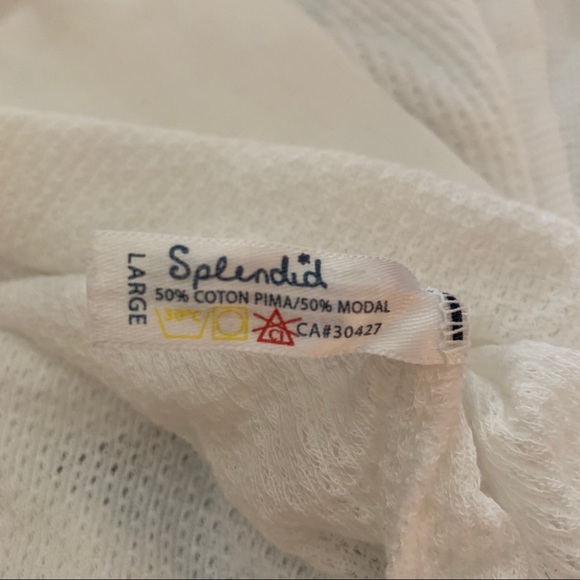 LARGE
Splendid
50% COTON PIMA/50% MODAL
30°C Cl CA#30427